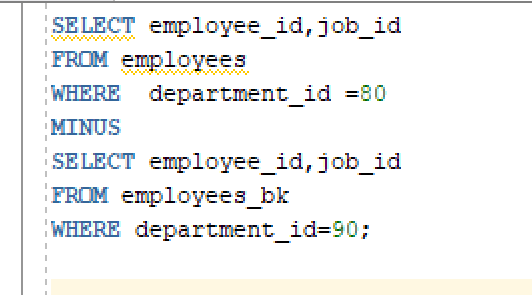 SELECT employee_id,job_id
FROM employees
WHERE  department_id =80
MINUS
SELECT employee_id,job_id
FROM employees_bk
WHERE department_id=90;